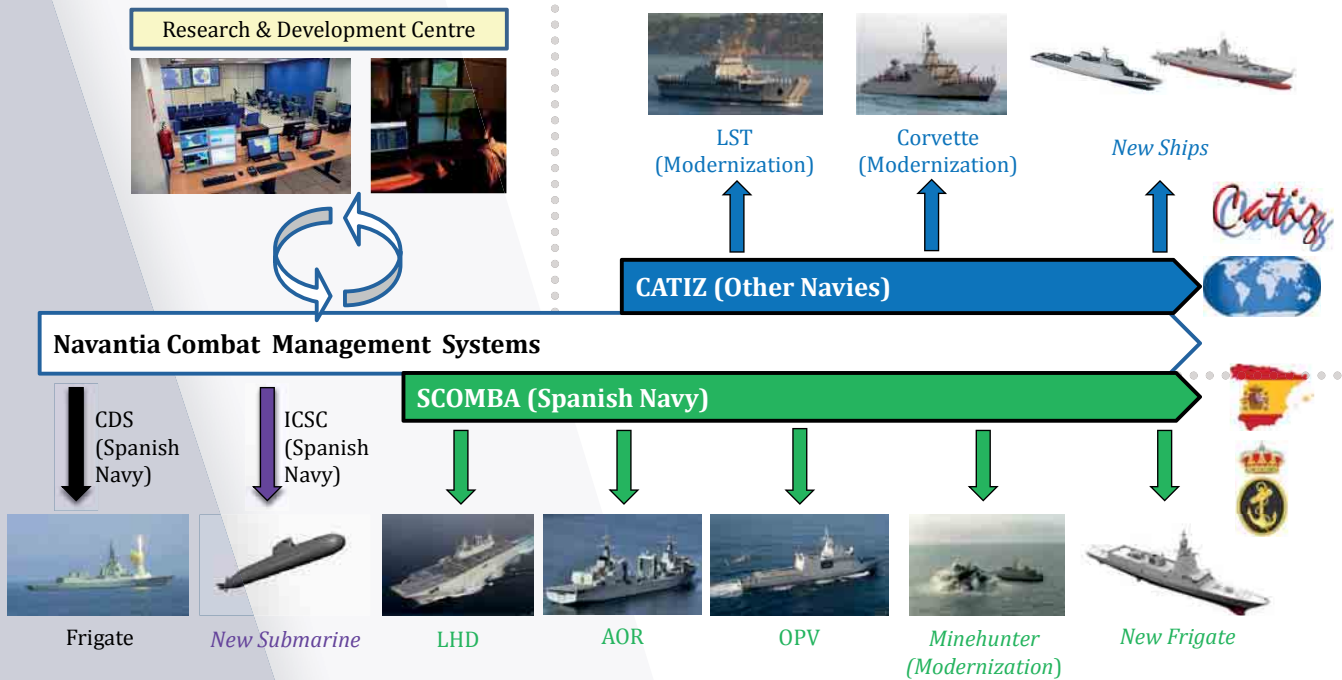 Research & Development Centre
LST
(Modernization)
Corvette
(Modernization)
New Ships
Catiz
CATIZ (Other Navies)
Navantia Combat Management Systems
SCOMBA (Spanish Navy)
CDS
(Spanish
Navy)
ICSC
(Spanish
Navy)
Frigate
New Submarine
LHD
AOR
OPV
Minehunter
(Modernization)
New Frigate